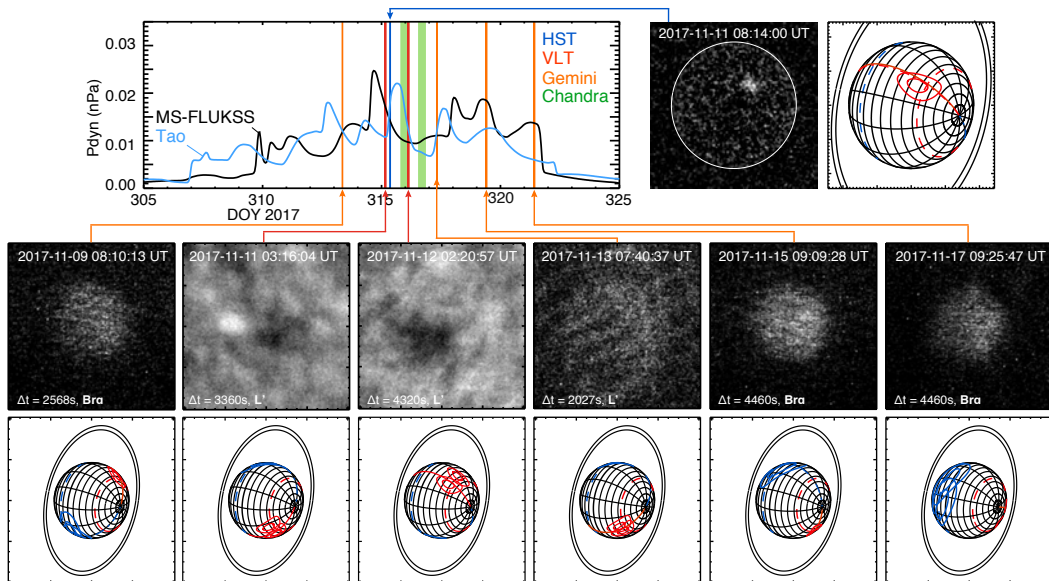 0.03
0.02
0.01
0.00
Pdyn (nPa)
MS-FLUKSS
Tao
HST
VLT
Gemini
Chandra
305
310
315
320
325
DOY 2017
2017-11-11 08:14:00 UT
2017-11-09 08:10:13 UT
Δt = 2568s, Brα
2017-11-11 03:16:04 UT
Δt = 3360s, L'
2017-11-12 02:20:57 UT
Δt = 4320s, L'
2017-11-13 07:40:37 UT
Δt = 2027s, L'
2017-11-15 09:09:28 UT
Δt = 4460s, Brα
2017-11-17 09:25:47 UT
Δt = 4460s, Brα